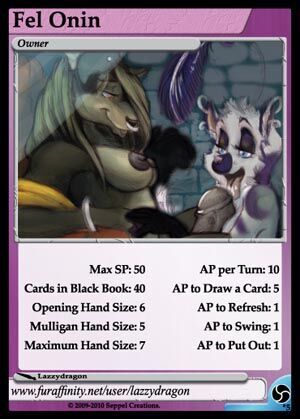 Fel Onin
Owner
Max SP: 50
AP per Turn: 10
Cards in Black Book: 40
AP to Draw a Card: 5
Opening Hand Size: 6
AP to Refresh: 1
Mulligan Hand Size: 5
AP to Swing: 1
Maximum Hand Size: 7
AP to Put Out: 1
Lazzydragon
www.furaffinity.net/user/lazzydragon
© 2009-2010 Seppel Creations.